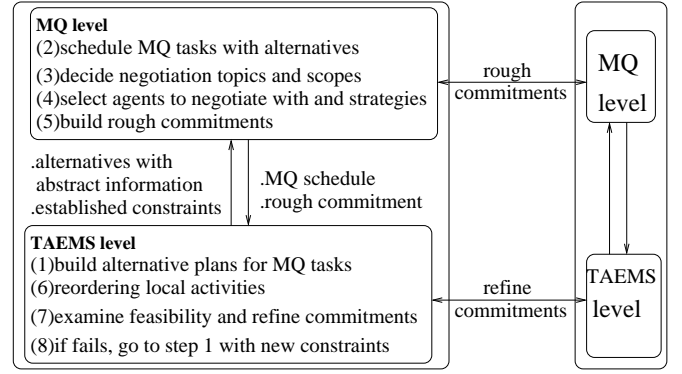 MQ level
(2)schedule MQ tasks with alternatives
(3)decide negotiation topics and scopes
(4)select agents to negotiate with and strategies
(5)build rough commitments
rough
commitments
MQ
level
.alternatives with
abstract information
.established constraints
.MQ schedule
.rough commitment
TAEMS level
(1)build alternative plans for MQ tasks
(6)reordering local activities
(7)examine feasibility and refine commitments
(8)if fails, go to step 1 with new constraints
refine
commitments
TAEMS
level